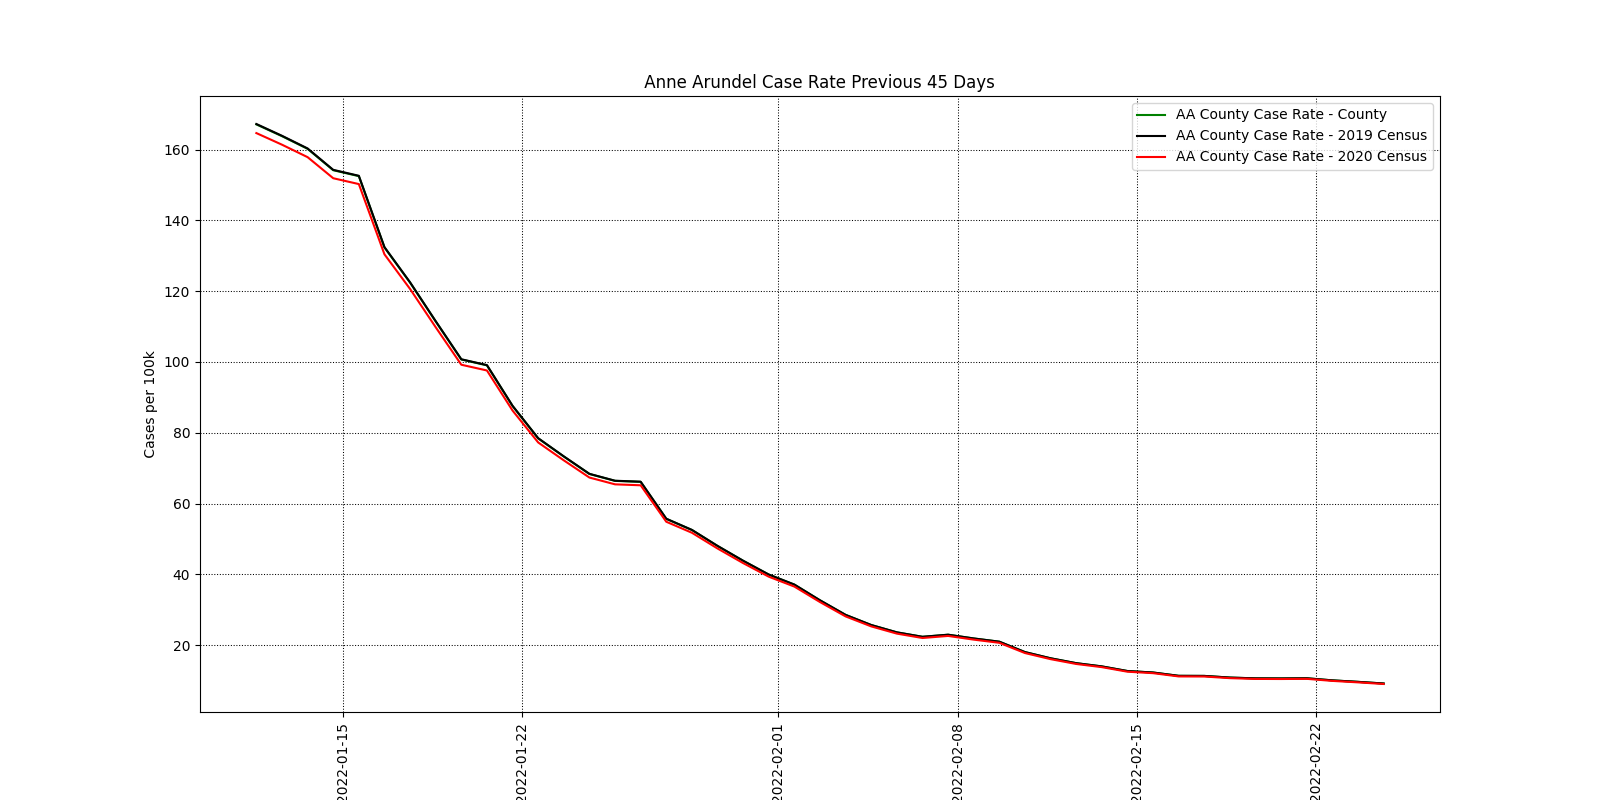 Anne Arundel Case Rate Previous 45 Days
AA County Case Rate - County
AA County Case Rate - 2019 Census
AA County Case Rate - 2020 Census
Cases per 100k
160
140
120
100
80
60
40
20
2022-01-15
2022-01-22
2022-02-01
2022-02-08
2022-02-15
2022-02-22